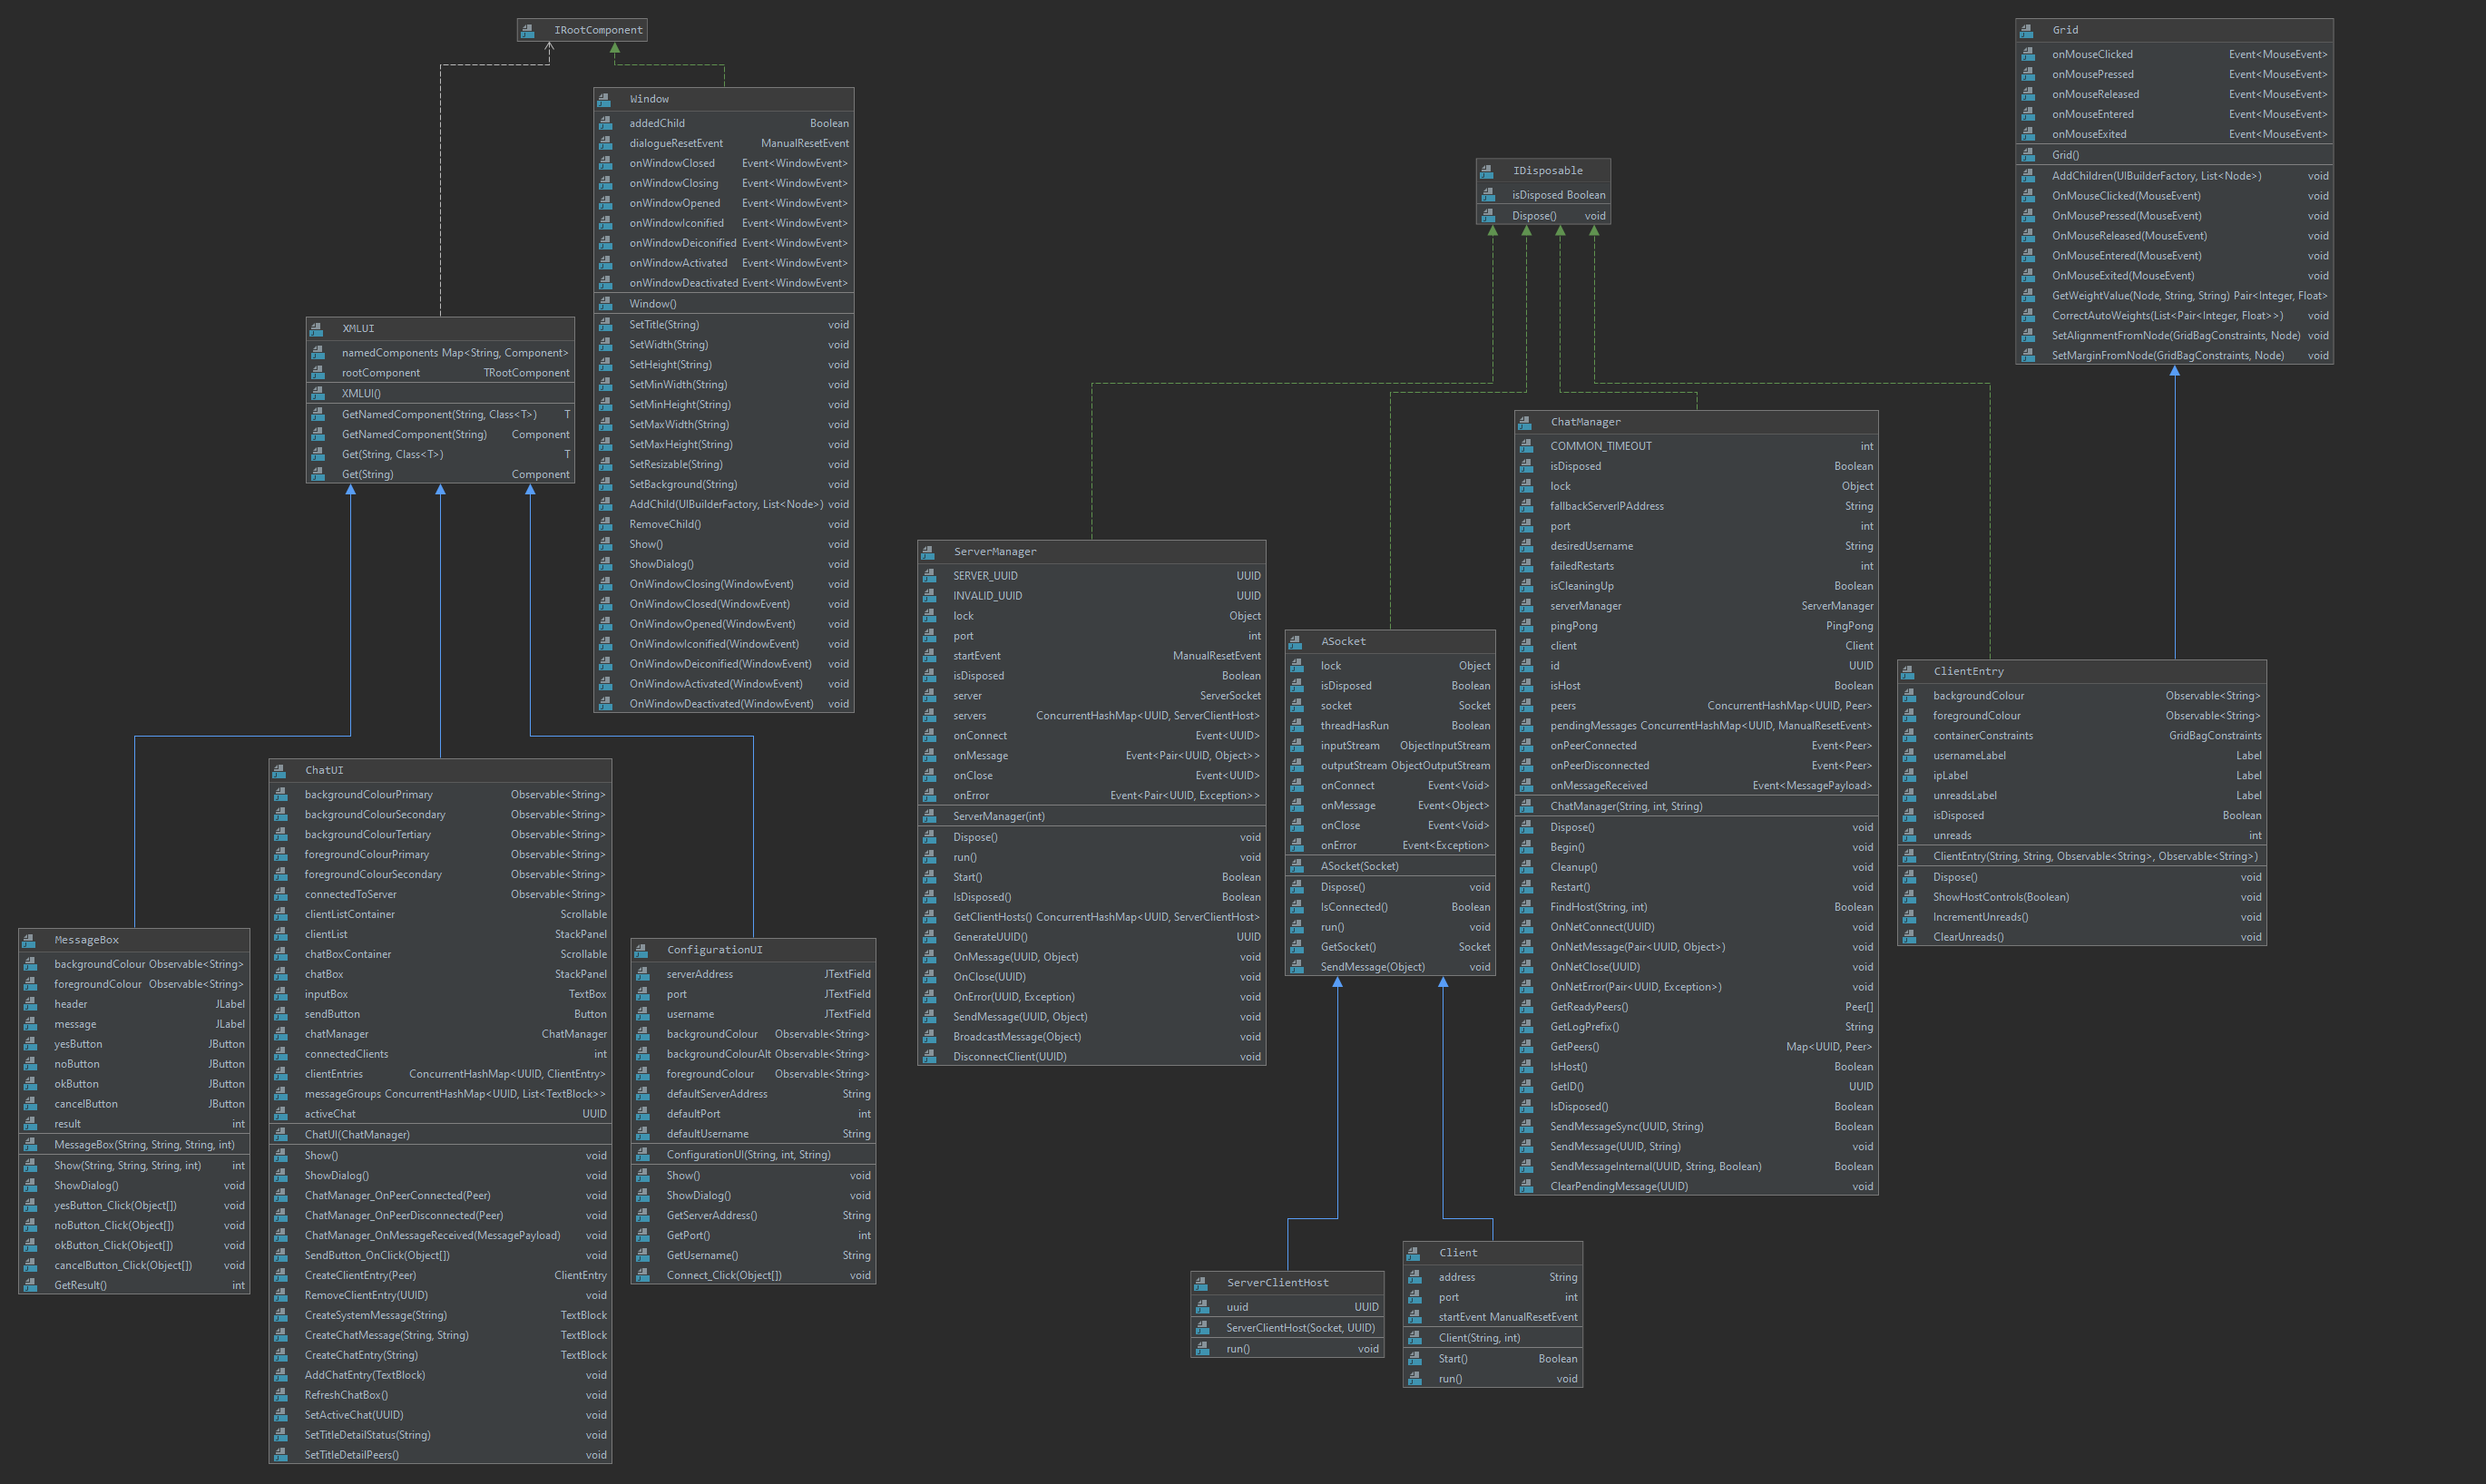 IRootComponent
Window
addedChild Boolean
dialogueResetEvent ManualResetEvent
onWindowClosed Event<WindowEvent>
onWindowClosing Event<WindowEvent>
onWindowOpened Event<WindowEvent>
onWindowIconified Event<WindowEvent>
onWindowDeiconified Event<WindowEvent>
onWindowActivated Event<WindowEvent>
onWindowDeactivated Event<WindowEvent>
Window()
SetTitle(String) void
SetWidth(String) void
SetHeight(String) void
SetMinWidth(String) void
SetMinHeight(String) void
SetMaxWidth(String) void
SetMaxHeight(String) void
SetResizable(String) void
SetBackground(String) void
AddChild(UIBuilderFactory, List<Node>) void
RemoveChild() void
Show() void
ShowDialog() void
OnWindowClosing(WindowEvent) void
OnWindowClosed(WindowEvent) void
OnWindowOpened(WindowEvent) void
OnWindowIconified(WindowEvent) void
OnWindowDeiconified(WindowEvent) void
OnWindowActivated(WindowEvent) void
OnWindowDeactivated(WindowEvent) void
XMLUI
namedComponents Map<String, Component>
rootComponent TRootComponent
XMLUI()
GetNamedComponent(String, Class<T>) T
GetNamedComponent(String) Component
Get(String, Class<T>) T
Get(String) Component
MessageBox
backgroundColour Observable<String>
foregroundColour Observable<String>
header JLabel
message JLabel
yesButton JButton
noButton JButton
okButton JButton
cancelButton JButton
result int
MessageBox(String, String, String, int)
Show(String, String, String, int) int
ShowDialog() void
yesButton_Click(Object[]) void
noButton_Click(Object[]) void
okButton_Click(Object[]) void
cancelButton_Click(Object[]) void
GetResult() int
ChatUI
backgroundColourPrimary Observable<String>
backgroundColourSecondary Observable<String>
backgroundColourTertiary Observable<String>
foregroundColourPrimary Observable<String>
foregroundColourSecondary Observable<String>
connectedToServer Observable<String>
clientListContainer Scrollable
clientList StackPanel
chatBoxContainer Scrollable
chatBox StackPanel
inputBox TextBox
sendButton Button
chatManager ChatManager
connectedClients int
clientEntries ConcurrentHashMap<UUID, ClientEntry>
messageGroups ConcurrentHashMap<UUID, List<TextBlock>>
activeChat UUID
ChatUI(ChatManager)
Show() void
ShowDialog() void
ChatManager_OnPeerConnected(Peer) void
ChatManager_OnPeerDisconnected(Peer) void
ChatManager_OnMessageReceived(MessagePayload) void
SendButton_OnClick(Object[]) void
CreateClientEntry(Peer) ClientEntry
RemoveClientEntry(UUID) void
CreateSystemMessage(String) TextBlock
CreateChatMessage(String, String) TextBlock
CreateChatEntry(String) TextBlock
AddChatEntry(TextBlock) void
RefreshChatBox() void
SetActiveChat(UUID) void
SetTitleDetailStatus(String) void
SetTitleDetailPeers() void
ConfigurationUI
serverAddress JTextField
port JTextField
username JTextField
backgroundColour Observable<String>
backgroundColourAlt Observable<String>
foregroundColour Observable<String>
defaultServerAddress String
defaultPort int
defaultUsername String
ConfigurationUI(String, int, String)
Show() void
ShowDialog() void
GetServerAddress() String
GetPort() int
GetUsername() String
Connect_Click(Object[]) void
IDisposable
isDisposed Boolean
Dispose() void
ServerManager
SERVER_UUID UUID
INVALID_UUID UUID
lock Object
port int
startEvent ManualResetEvent
isDisposed Boolean
server ServerSocket
servers ConcurrentHashMap<UUID, ServerClientHost>
onConnect Event<UUID>
onMessage Event<Pair<UUID, Object>>
onClose Event<UUID>
onError Event<Pair<UUID, Exception>>
ServerManager(int)
Dispose() void
run() void
Start() Boolean
IsDisposed() Boolean
GetClientHosts() ConcurrentHashMap<UUID, ServerClientHost>
GenerateUUID() UUID
OnMessage(UUID, Object) void
OnClose(UUID) void
OnError(UUID, Exception) void
SendMessage(UUID, Object) void
BroadcastMessage(Object) void
DisconnectClient(UUID) void
ASocket
lock Object
isDisposed Boolean
socket Socket
threadHasRun Boolean
inputStream ObjectInputStream
outputStream ObjectOutputStream
onConnect Event<Void>
onMessage Event<Object>
onClose Event<Void>
onError Event<Exception>
ASocket(Socket)
Dispose() void
IsConnected() Boolean
run() void
GetSocket() Socket
SendMessage(Object) void
ServerClientHost
uuid UUID
ServerClientHost(Socket, UUID)
run() void
Client
address String
port int
startEvent ManualResetEvent
Client(String, int)
Start() Boolean
run() void
ChatManager
COMMON_TIMEOUT int
isDisposed Boolean
lock Object
fallbackServerIPAddress String
port int
desiredUsername String
failedRestarts int
isCleaningUp Boolean
serverManager ServerManager
pingPong PingPong
client Client
id UUID
isHost Boolean
peers ConcurrentHashMap<UUID, Peer>
pendingMessages ConcurrentHashMap<UUID, ManualResetEvent>
onPeerConnected Event<Peer>
onPeerDisconnected Event<Peer>
onMessageReceived Event<MessagePayload>
ChatManager(String, int, String)
Dispose() void
Begin() void
Cleanup() void
Restart() void
FindHost(String, int) Boolean
OnNetConnect(UUID) void
OnNetMessage(Pair<UUID, Object>) void
OnNetClose(UUID) void
OnNetError(Pair<UUID, Exception>) void
GetReadyPeers() Peer[]
GetLogPrefix() String
GetPeers() Map<UUID, Peer>
IsHost() Boolean
GetID() UUID
IsDisposed() Boolean
SendMessageSync(UUID, String) Boolean
SendMessage(UUID, String) void
SendMessageInternal(UUID, String, Boolean) Boolean
ClearPendingMessage(UUID) void
Grid
onMouseClicked Event<MouseEvent>
onMousePressed Event<MouseEvent>
onMouseReleased Event<MouseEvent>
onMouseEntered Event<MouseEvent>
onMouseExited Event<MouseEvent>
Grid()
AddChildren(UIBuilderFactory, List<Node>) void
OnMouseClicked(MouseEvent) void
OnMousePressed(MouseEvent) void
OnMouseReleased(MouseEvent) void
OnMouseEntered(MouseEvent) void
OnMouseExited(MouseEvent) void
GetWeightValue(Node, String, String) Pair<Integer, Float>
CorrectAutoWeights(List<Pair<Integer, Float>>) void
SetAlignmentFromNode(GridBagConstraints, Node) void
SetMarginFromNode(GridBagConstraints, Node) void
ClientEntry
backgroundColour Observable<String>
foregroundColour Observable<String>
containerConstraints GridBagConstraints
usernameLabel Label
ipLabel Label
unreadsLabel Label
isDisposed Boolean
unreads int
ClientEntry(String, String, Observable<String>, Observable<String>)
Dispose() void
ShowHostControls(Boolean) void
IncrementUnreads() void
ClearUnreads() void